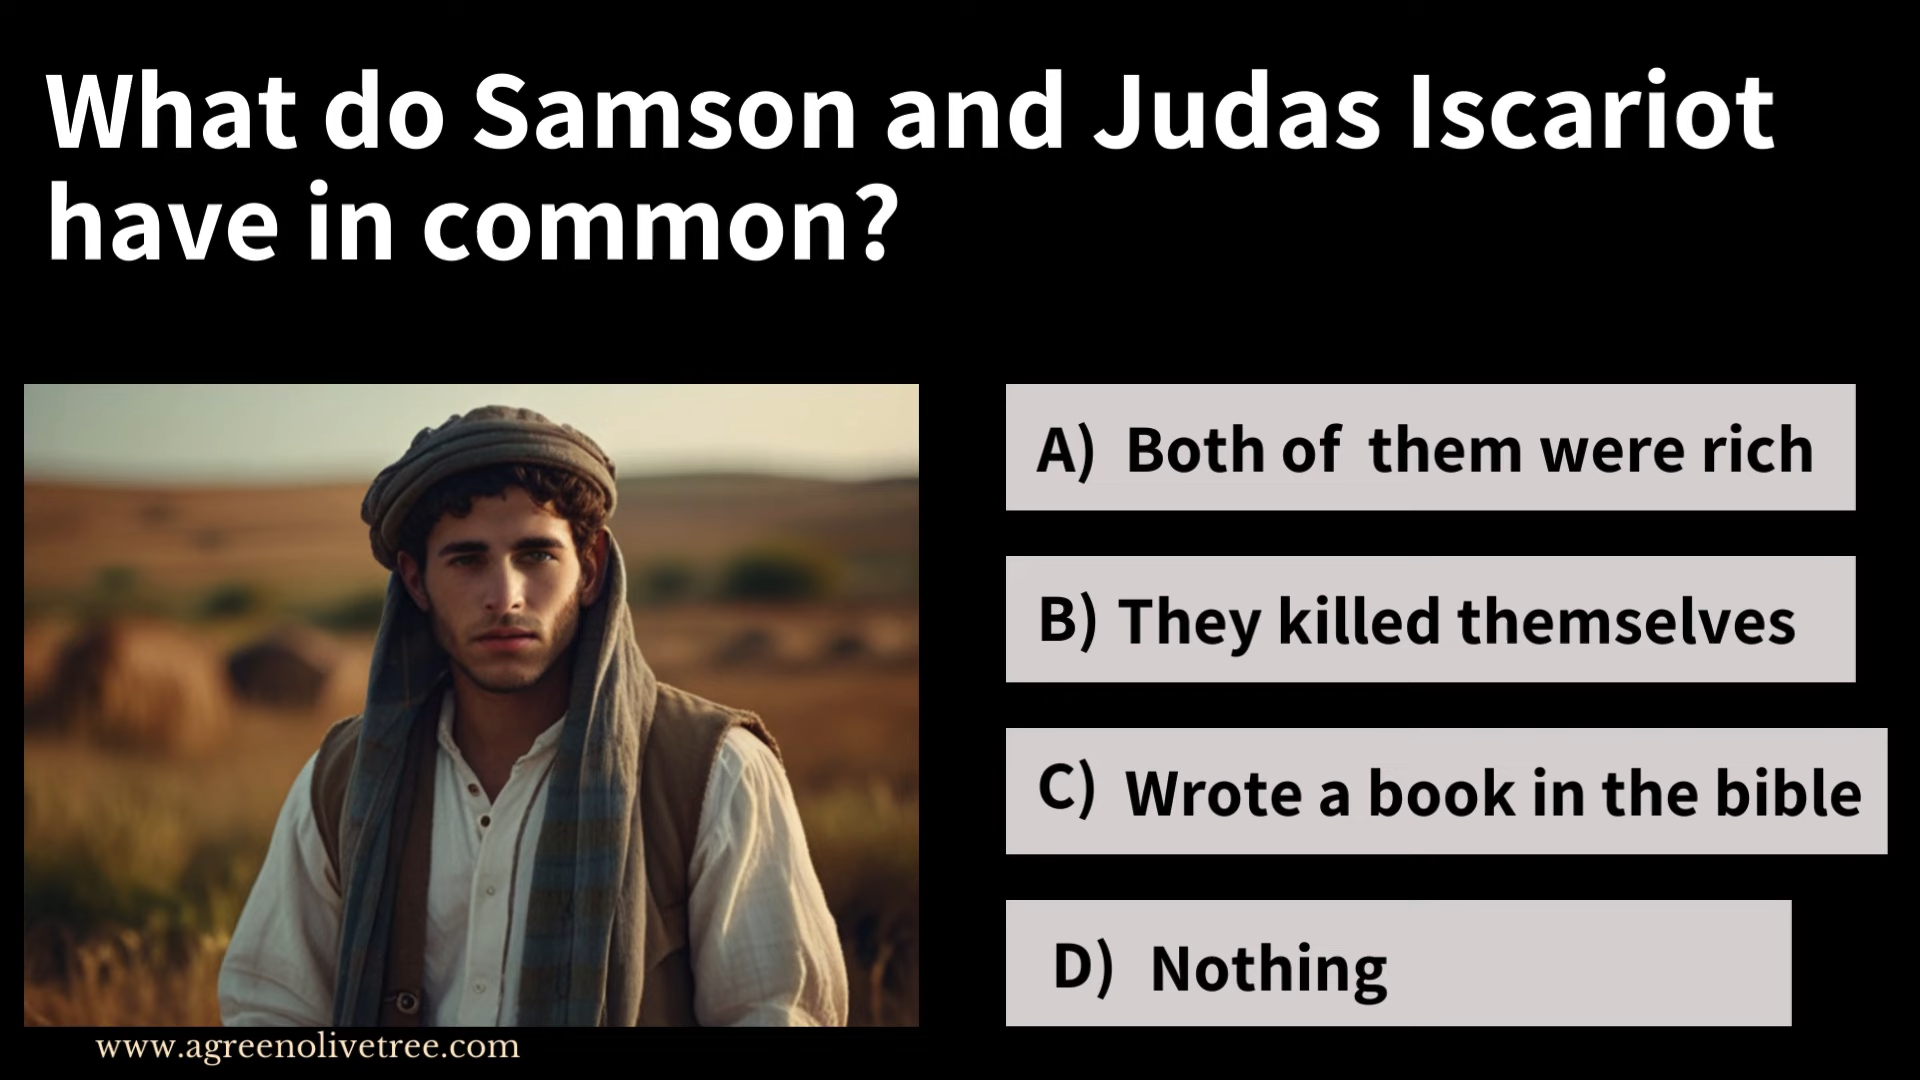 What do Samson and Judas Iscariot
have in common?
A) Both of them were rich
B) They killed themselves
C) Wrote a book in the bible
D) Nothing
www.agreenolivetree.com